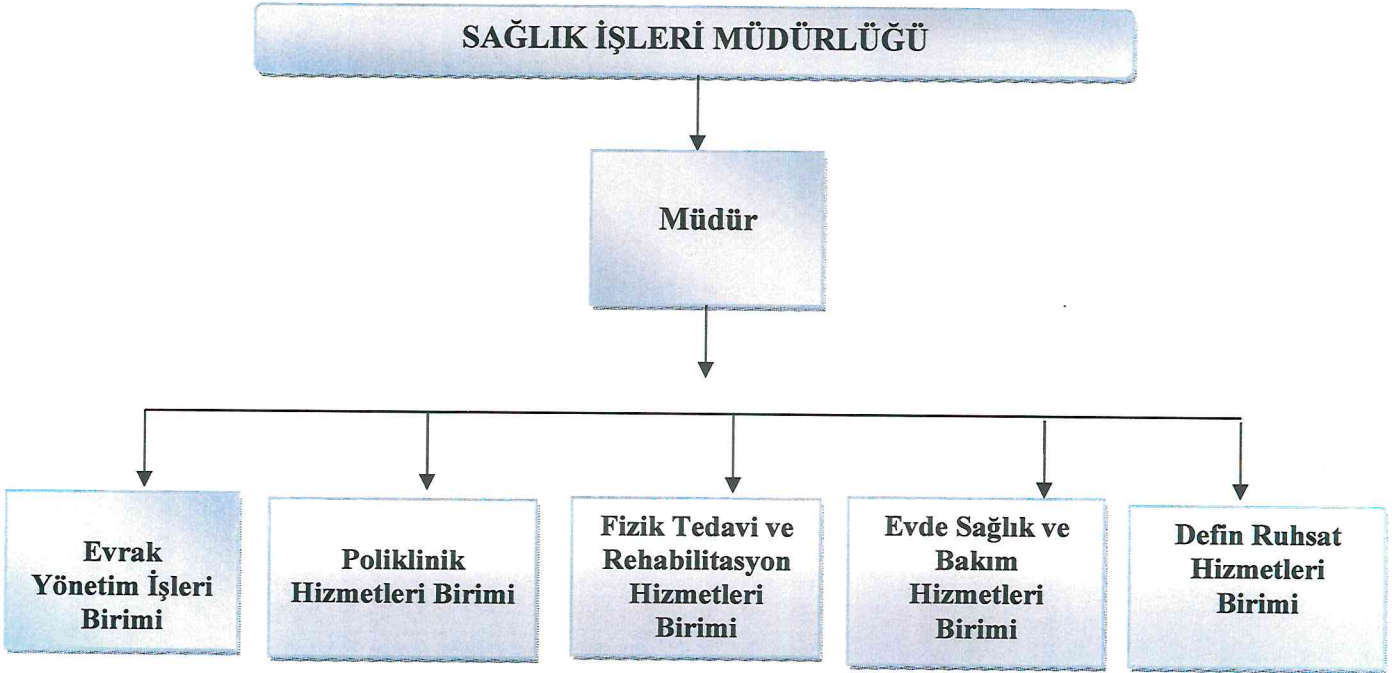 SAĞLIK İŞLERİ MÜDÜRLÜĞÜ
Müdür
Evrak
Yönetim İşleri
Birimi
Poliklinik
Hizmetleri Birimi
Fizik Tedavi ve
Rehabilitasyon
Hizmetleri
Birimi
Evde Sağlık ve
Bakım
Hizmetleri
Birimi
Defin Ruhsat
Hizmetleri
Birimi